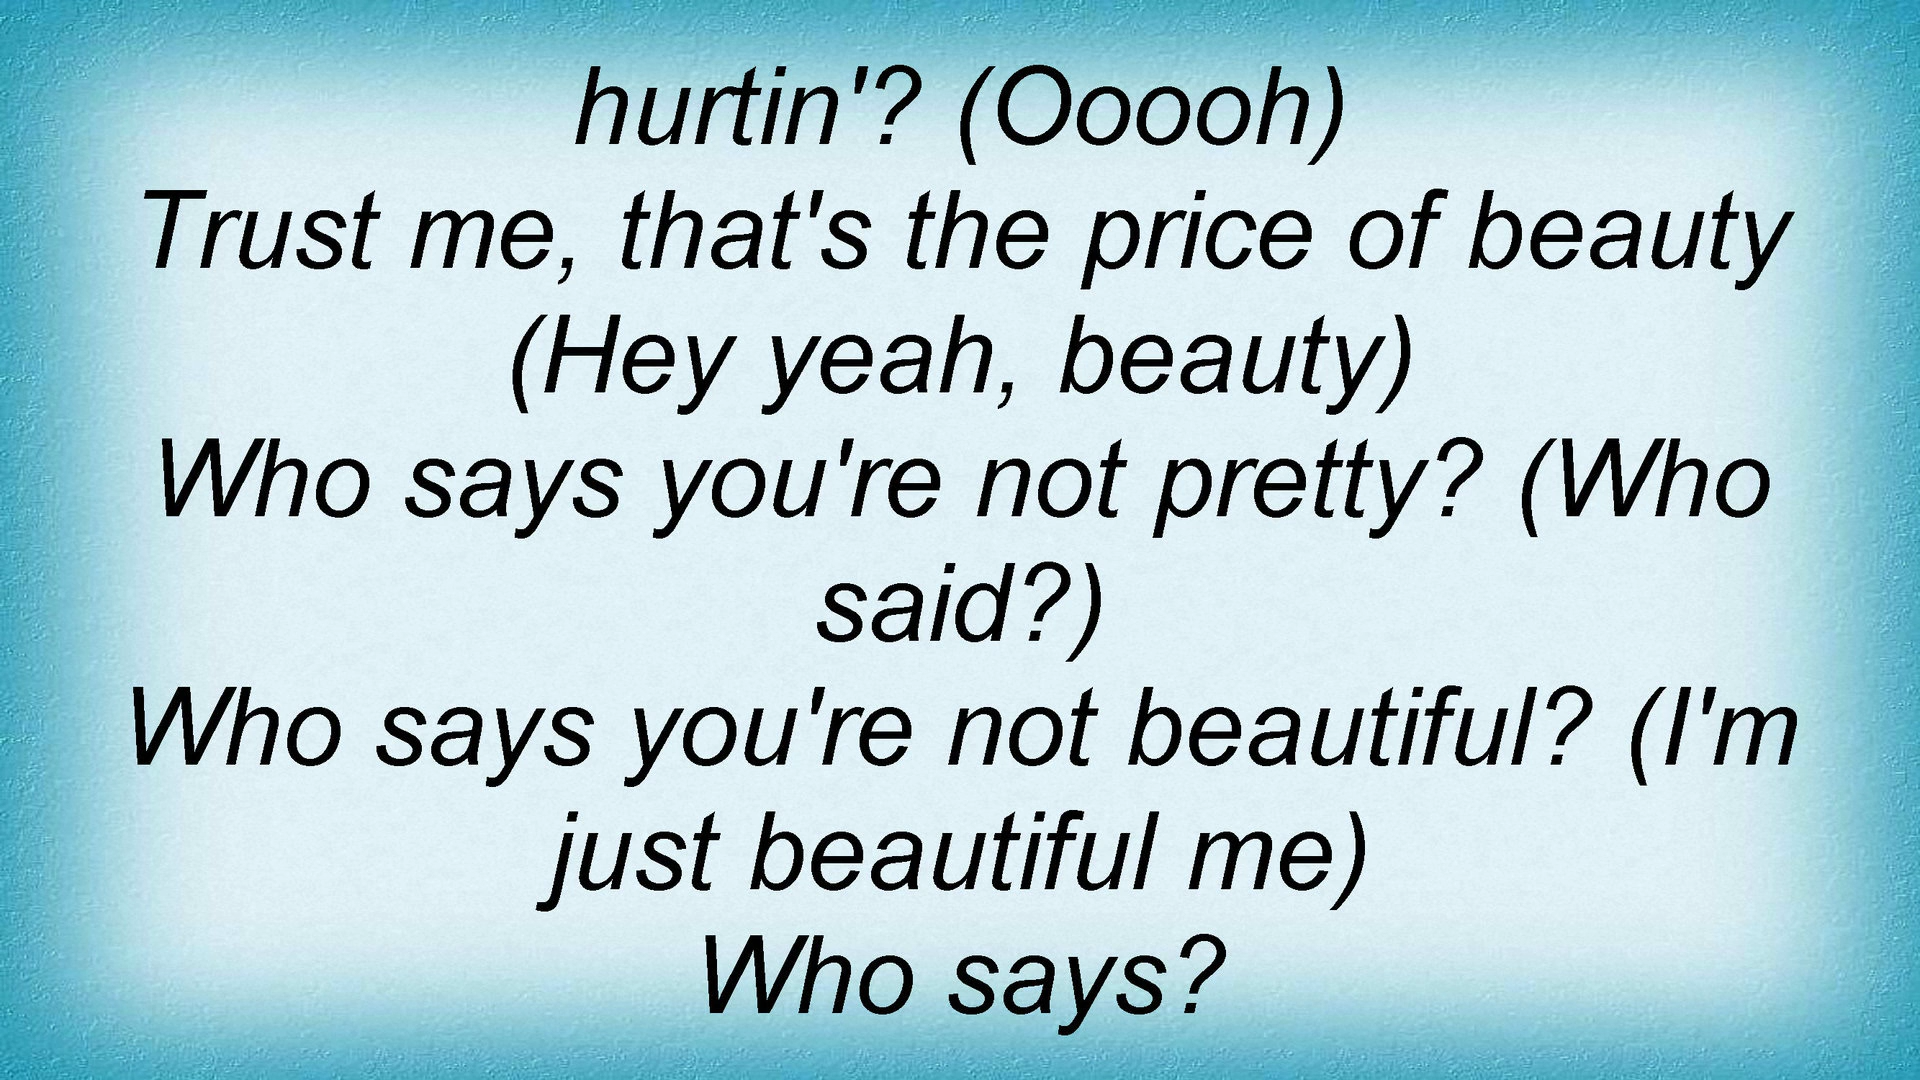 hurtin'? (Ooooh)
Trust me, that's the price of beauty
(Hey yeah, beauty)
Who says you're not pretty? (Who
said?)
Who says you're not beautiful? (I'm
just beautiful me)
Who says?